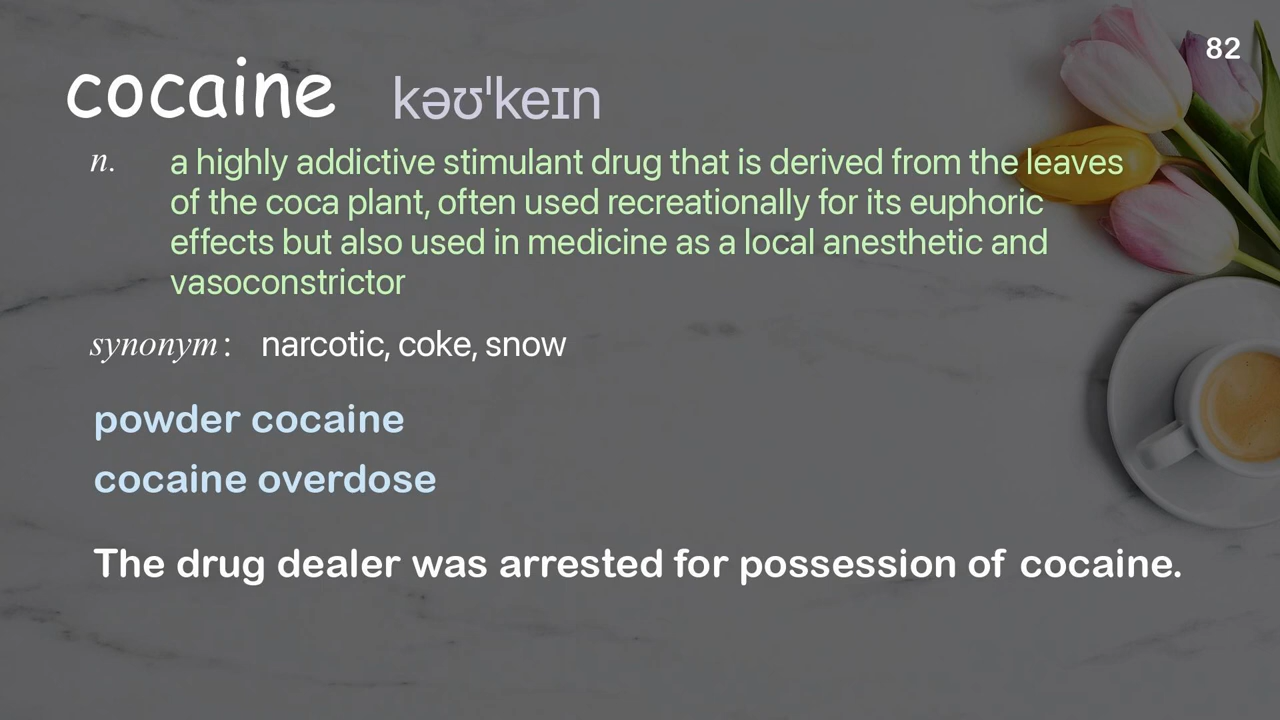 82
cocaine kəʊˈkeɪn
n. a highly addictive stimulant drug that is derived from the leaves
of the coca plant, often used recreationally for its euphoric
effects but also used in medicine as a local anesthetic and
vasoconstrictor
synonym: narcotic, coke, snow
powder cocaine
cocaine overdose
The drug dealer was arrested for possession of cocaine.